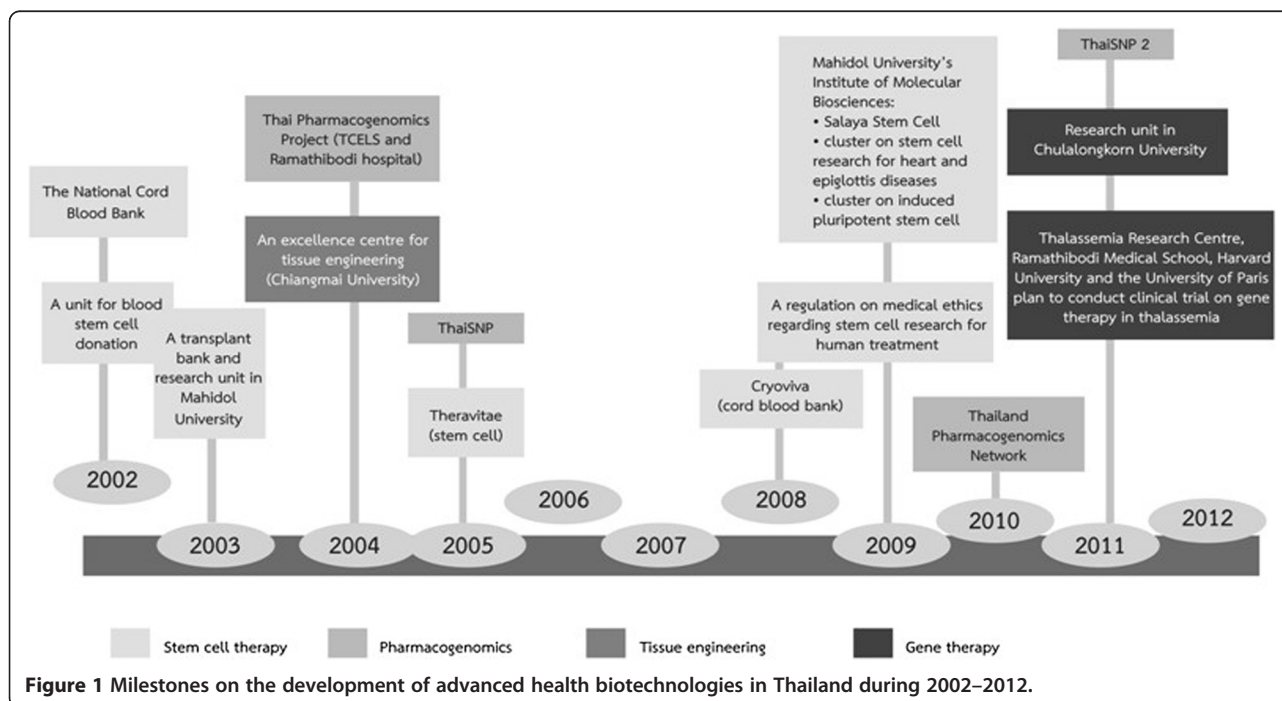 The National Cord
Blood Bank
A unit for blood
stem cell
donation
A transplant
bank and
research unit in
Mahidol
University
Thai Pharmacogenomics
Project (TCELS and
Ramathibodi hospital)
An excellence centre for
tissue engineering
(Chiangmai University)
ThaiSNP
Theravitae
(stem cell)
Mahidol University's
Institute of Molecular
Biosciences:
• Salaya Stem Cell
• cluster on stem cell
research for heart and
epiglottis diseases
• cluster on induced
pluripotent stem cell
A regulation on medical ethics
regarding stem cell research for
human treatment
Cryoviva
(cord blood bank)
Thailand
Pharmacogenomics
Network
ThaiSNP 2
Research unit in
Chulalongkorn University
Thalassemia Research Centre,
Ramathibodi Medical School, Harvard
University and the University of Paris
plan to conduct clinical trial on gene
therapy in thalassemia
2002
2003
2004
2005
2006
2007
2008
2009
2010
2011
2012
Stem cell therapy
Pharmacogenomics
Tissue engineering
Gene therapy
Figure 1 Milestones on the development of advanced health biotechnologies in Thailand during 2002–2012.